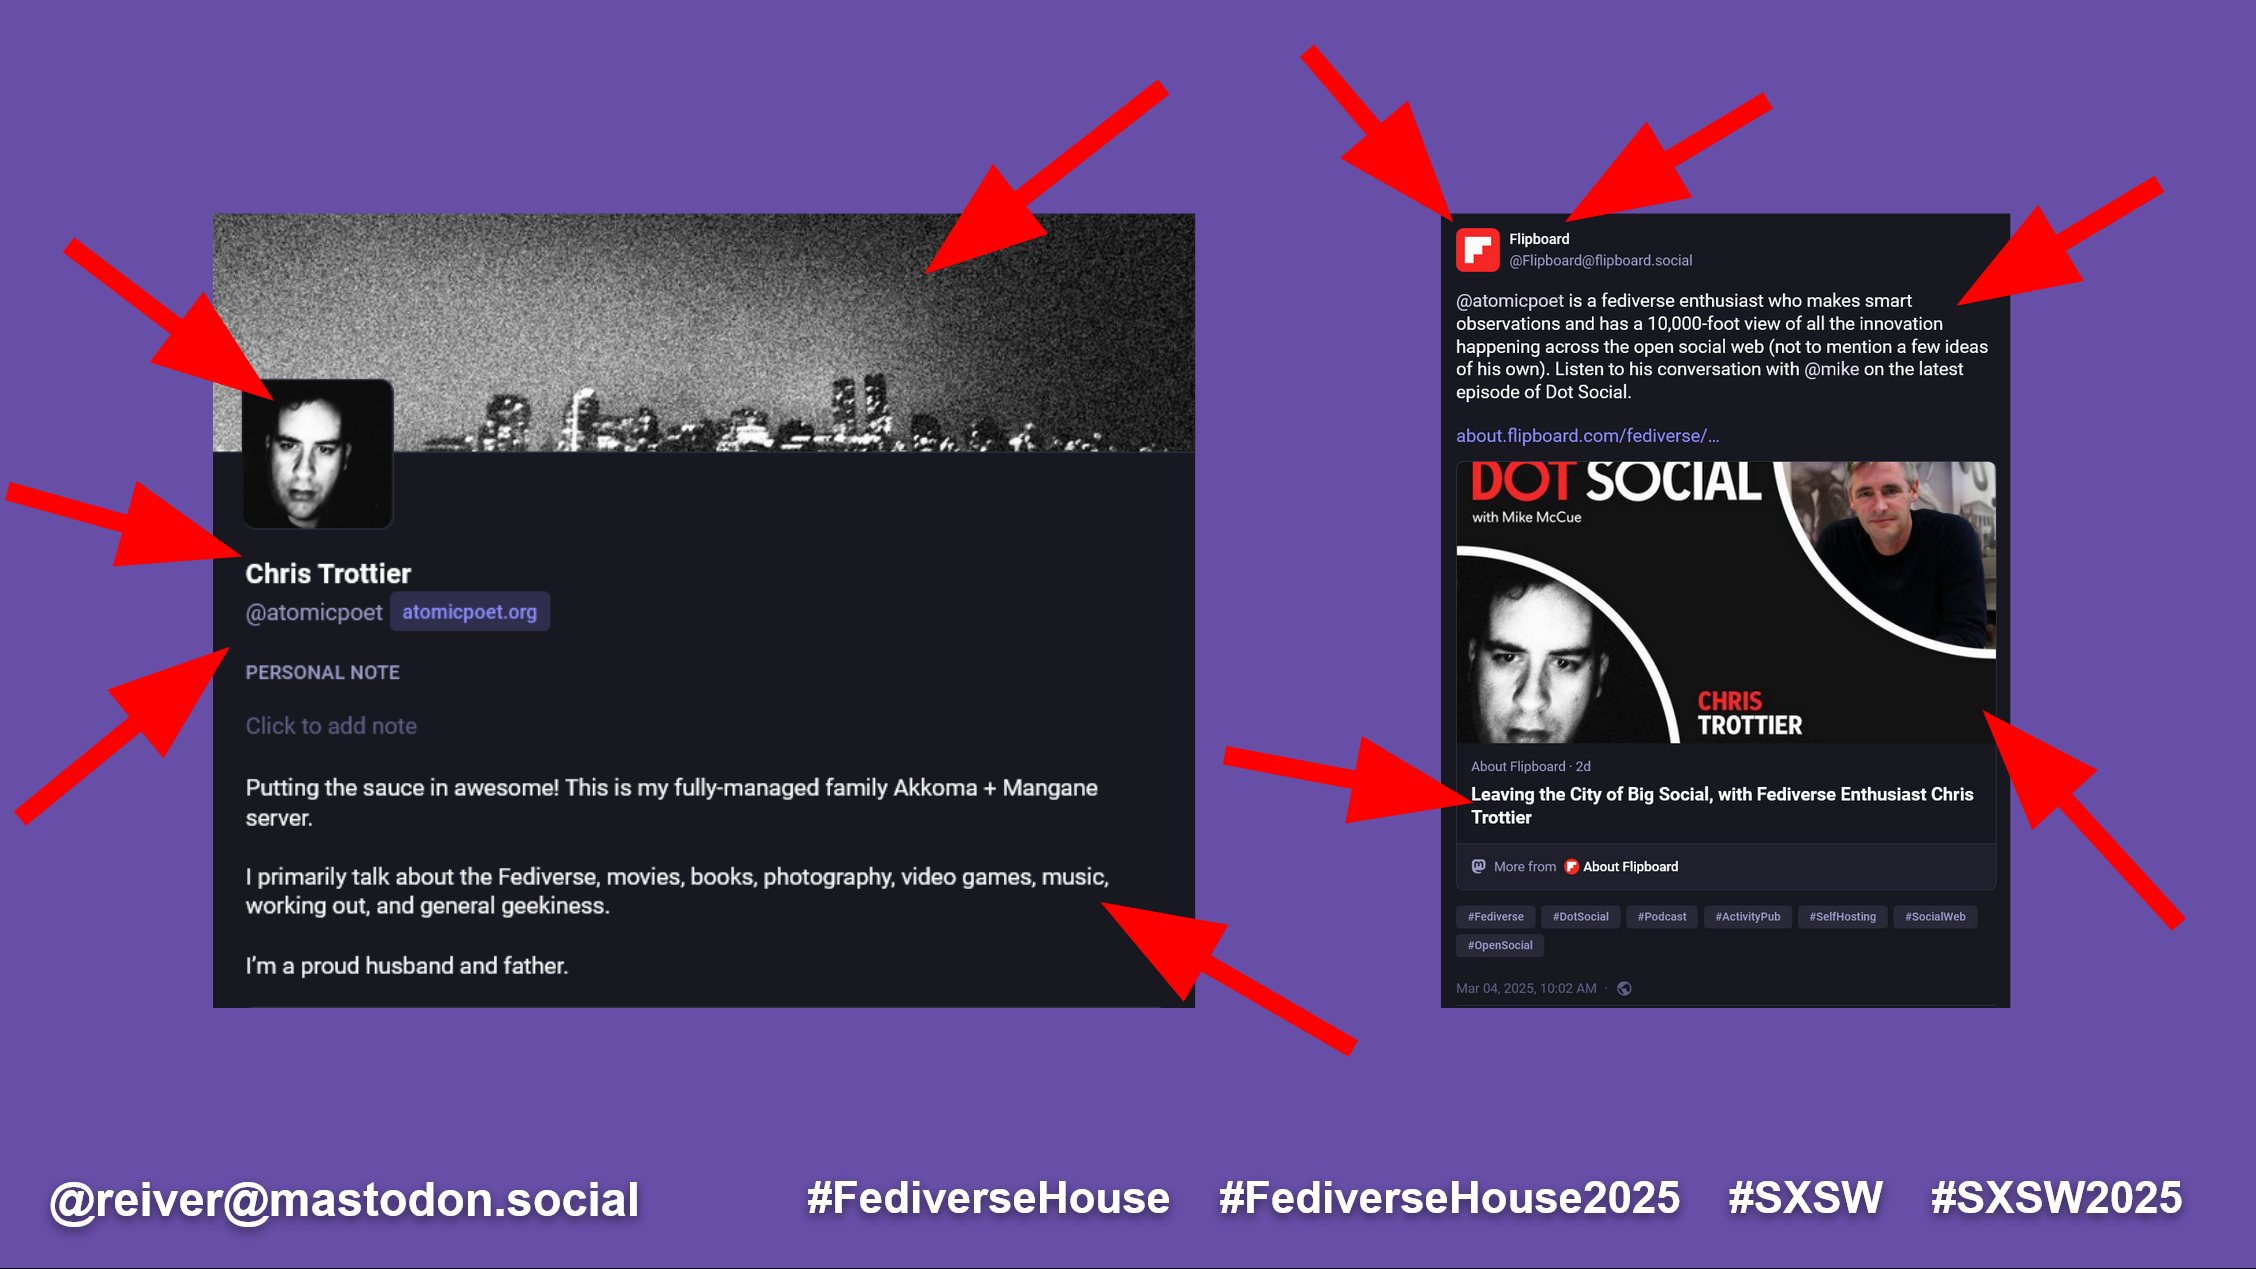 Chris Trottier
@atomicpoet atomicpoet.org
PERSONAL NOTE
Click to add note
Putting the sauce in awesome! This is my fully-managed family Akkoma + Mangane
server.
I primarily talk about the Fediverse, movies, books, photography, video games, music,
working out, and general geekiness.
I’m a proud husband and father.
Flipboard
@Flipboard@flipboard.social
@atomicpoet is a fediverse enthusiast who makes smart
observations and has a 10,000-foot view of all the innovation
happening across the open social web (not to mention a few ideas
of his own). Listen to his conversation with @mike on the latest
episode of Dot Social.
about.flipboard.com/fediverse/…
DOT SOCIAL
with Mike McCue
CHRIS
TROTTIER
About Flipboard · 2d
Leaving the City of Big Social, with Fediverse Enthusiast Chris
Trottier
More from About Flipboard
#Fediverse #DotSocial #Podcast #ActivityPub #SelfHosting #SocialWeb
#OpenSocial
Mar 04, 2025, 10:02 AM ·
@reiver@mastodon.social #FediverseHouse #FediverseHouse2025 #SXSW #SXSW2025